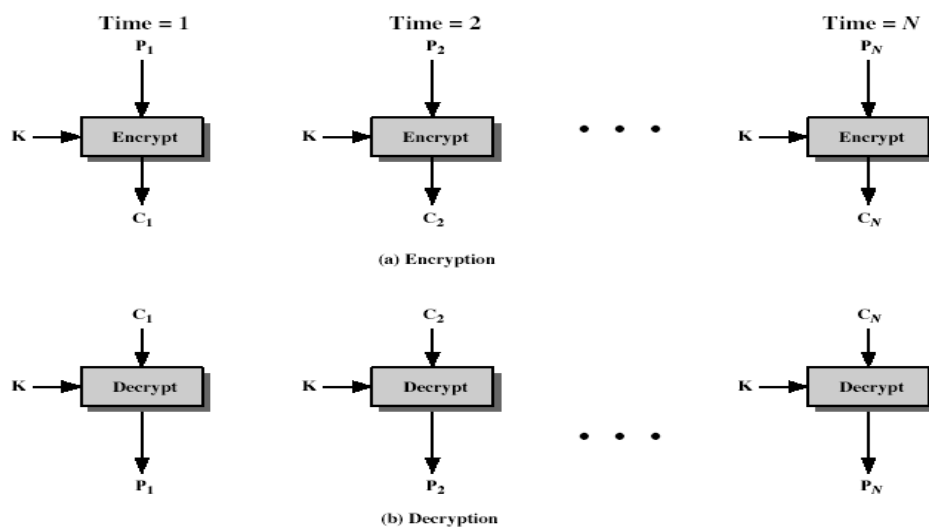 Time = 1 Time = 2 Time = N
P1 P2 PN
K Encrypt K Encrypt K Encrypt
C1 C2 CN
(a) Encryption
C1 C2 CN
K Decrypt K Decrypt K Decrypt
P1 P2 PN
(b) Decryption